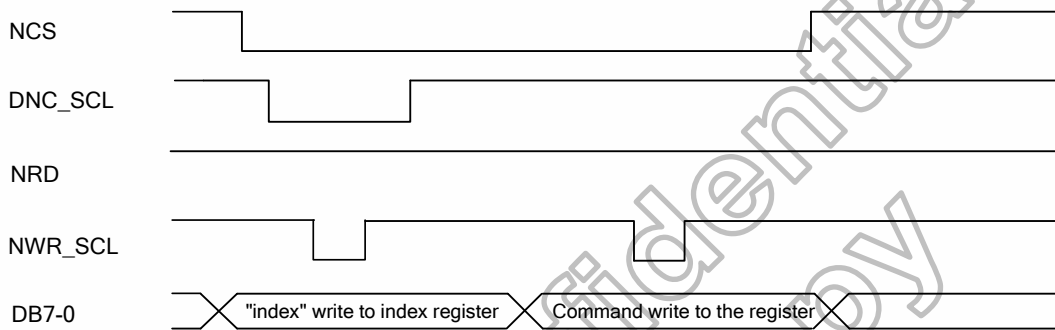 NCS
DNC_SCL
NRD
NWR_SCL
DB7-0
"index" write to index register
Command write to the register